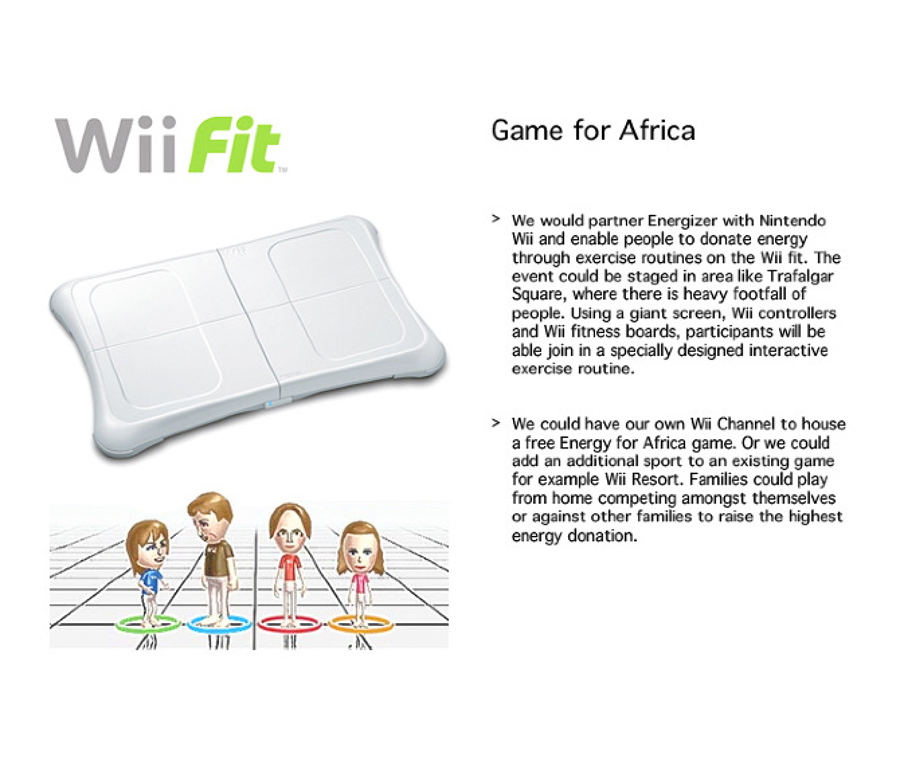 Wii Fit™
Game for Africa
> We would partner Energizer with Nintendo
Wii and enable people to donate energy
through exercise routines on the Wii fit. The
event could be staged in area like Trafalgar
Square, where there is heavy footfall of
people. Using a giant screen, Wii controllers
and Wii fitness boards, participants will be
able join in a specially designed interactive
exercise routine.
> We could have our own Wii Channel to house
a free Energy for Africa game. Or we could
add an additional sport to an existing game
for example Wii Resort. Families could play
from home competing amongst themselves
or against other families to raise the highest
energy donation.